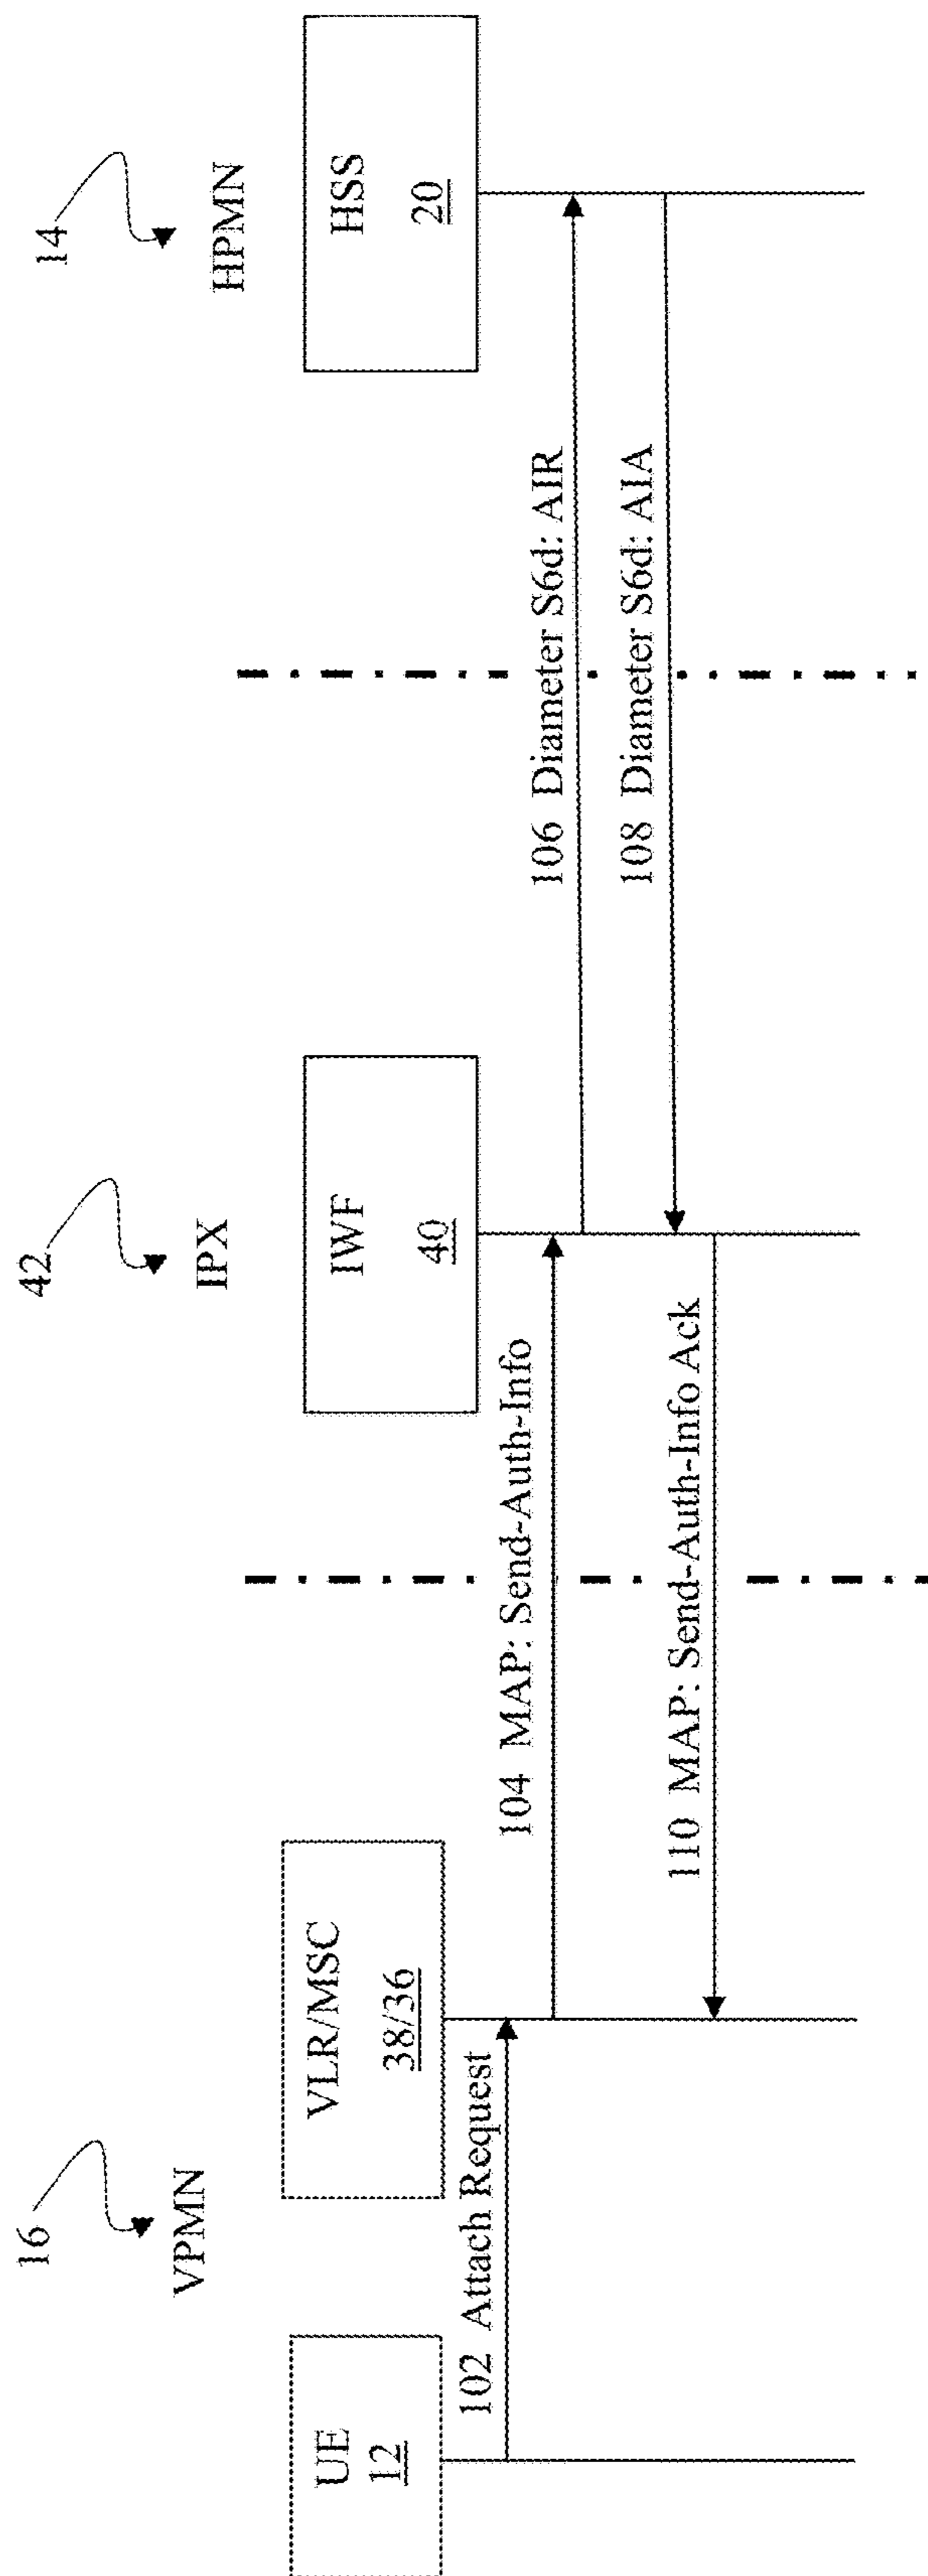 16
VPMN
42
IPX
14
HPMN
UE
12
VLR/MSC
38/36
IWF
40
HSS
20
102 Attach Request
104 MAP: Send-Auth-Info
106 Diameter S6d: AIR
108 Diameter S6d: AIA
110 MAP: Send-Auth-Info Ack